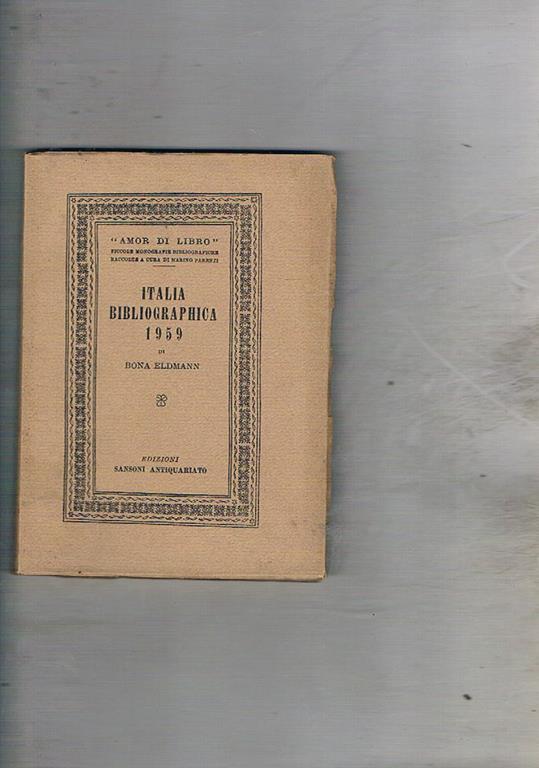 "AMOR DI LIBRO"
PICCOLE MONOGRAFIE BIBLIOGRAFICHE
RACCOLTE A CURA DI MARINO PARENTI
ITALIA
BIBLIOGRAPHICA
1959
DI
BONA ELDMANN
EDIZIONI
SANSONI ANTIQUARIATO